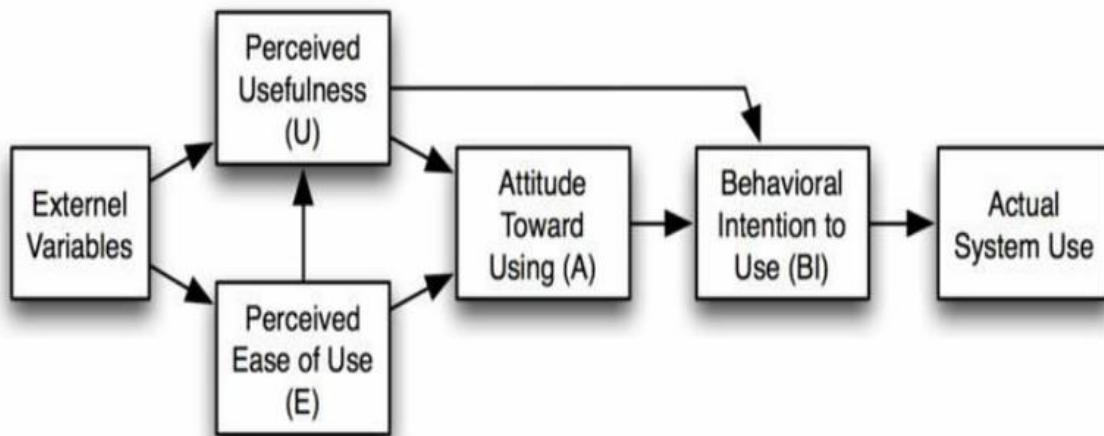 Perceived
Usefulness
(U)
Externel
Variables
Perceived
Ease of Use
(E)
Attitude
Toward
Using (A)
Behavioral
Intention to
Use (BI)
Actual
System Use